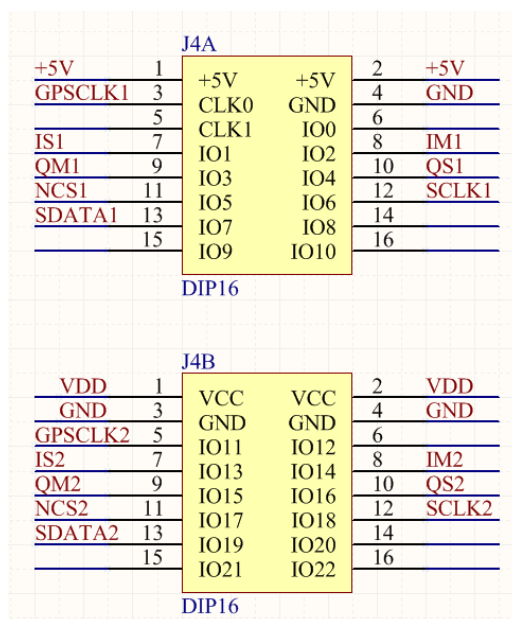 J4A
+5V 1 +5V +5V 2 +5V
GPSCLK1 3 CLK0 GND 4 GND
5 CLK1 IO0 6
IS1 7 IO1 IO2 8 IM1
QM1 9 IO3 IO4 10 QS1
NCS1 11 IO5 IO6 12 SCLK1
SDATA1 13 IO7 IO8 14
15 IO9 IO10 16
DIP16
J4B
VDD 1 VCC VCC 2 VDD
GND 3 GND GND 4 GND
GPSCLK2 5 IO11 IO12 6
IS2 7 IO13 IO14 8 IM2
QM2 9 IO15 IO16 10 QS2
NCS2 11 IO17 IO18 12 SCLK2
SDATA2 13 IO19 IO20 14
15 IO21 IO22 16
DIP16